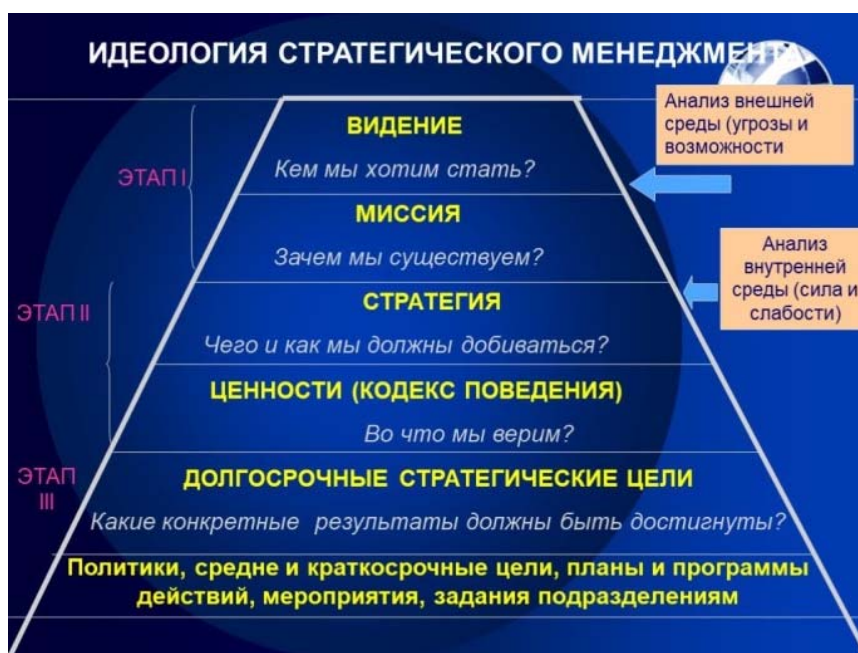 ИДЕОЛОГИЯ СТРАТЕГИЧЕСКОГО МЕНЕДЖМЕНТА
Анализ внешней
среды (угрозы и
возможности
ВИДЕНИЕ
Кем мы хотим стать?
ЭТАП I
МИССИЯ
Зачем мы существуем?
Анализ
внутренней
среды (сила и
слабости)
СТРАТЕГИЯ
ЭТАП II
Чего и как мы должны добиваться?
ЦЕННОСТИ (КОДЕКС ПОВЕДЕНИЯ)
Во что мы верим?
ЭТАП
III
ДОЛГОСРОЧНЫЕ СТРАТЕГИЧЕСКИЕ ЦЕЛИ
Какие конкретные результаты должны быть достигнуты?
Политики, средне и краткосрочные цели, планы и программы
действий, мероприятия, задания подразделениям